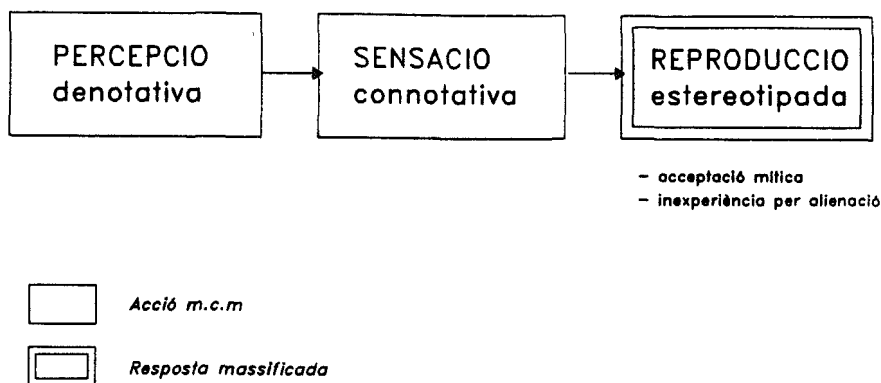 PERCEPCIO
denotativa
SENSACIO
connotativa
REPRODUCCIO
estereotipada
- acceptació mítica
- inexperiència per alienació
Acció m.c.m
Resposta massificada